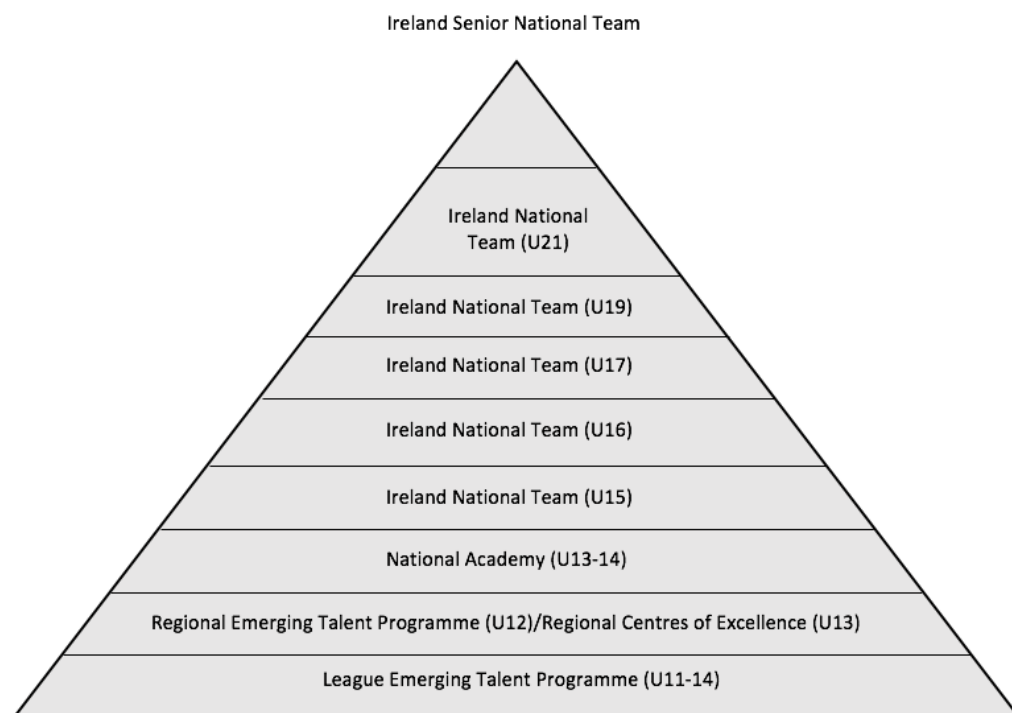 Ireland Senior National Team
Ireland National
Team (U21)
Ireland National Team (U19)
Ireland National Team (U17)
Ireland National Team (U16)
Ireland National Team (U15)
National Academy (U13-14)
Regional Emerging Talent Programme (U12)/Regional Centres of Excellence (U13)
League Emerging Talent Programme (U11-14)